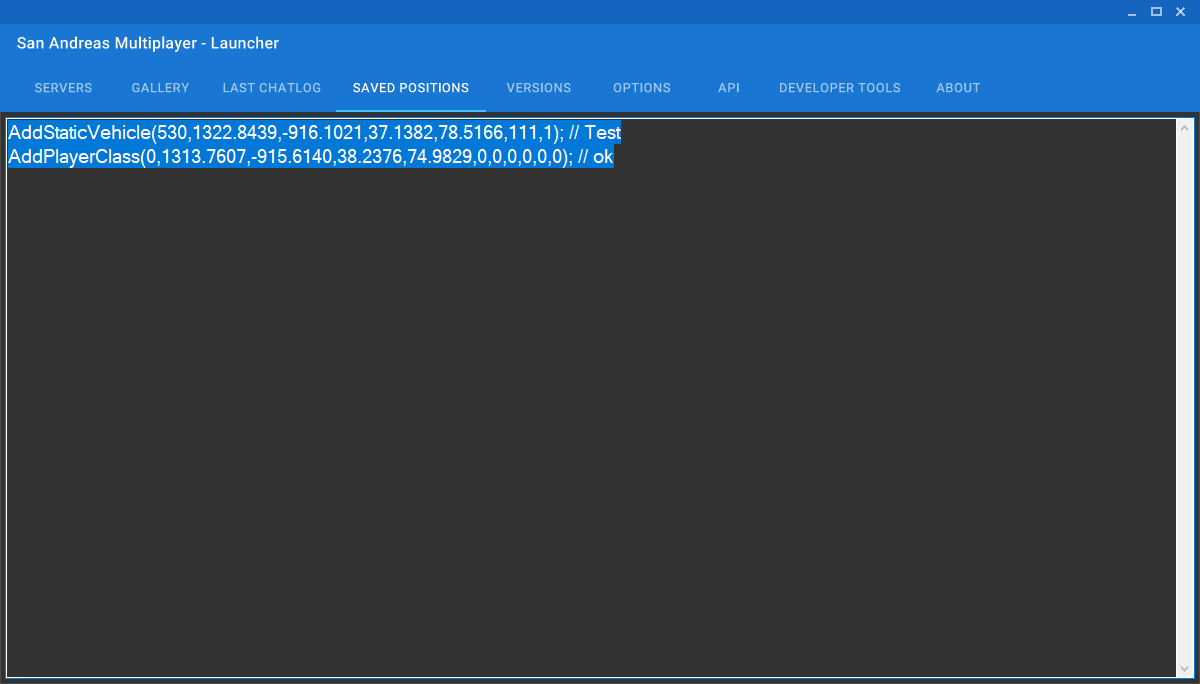 San Andreas Multiplayer - Launcher
SERVERS GALLERY LAST CHATLOG SAVED POSITIONS VERSIONS OPTIONS API DEVELOPER TOOLS ABOUT
AddStaticVehicle(530,1322.8439,-916.1021,37.1382,78.5166,111,1); // Test
AddPlayerClass(0,1313.7607,-915.6140,38.2376,74.9829,0,0,0,0,0,0); // ok